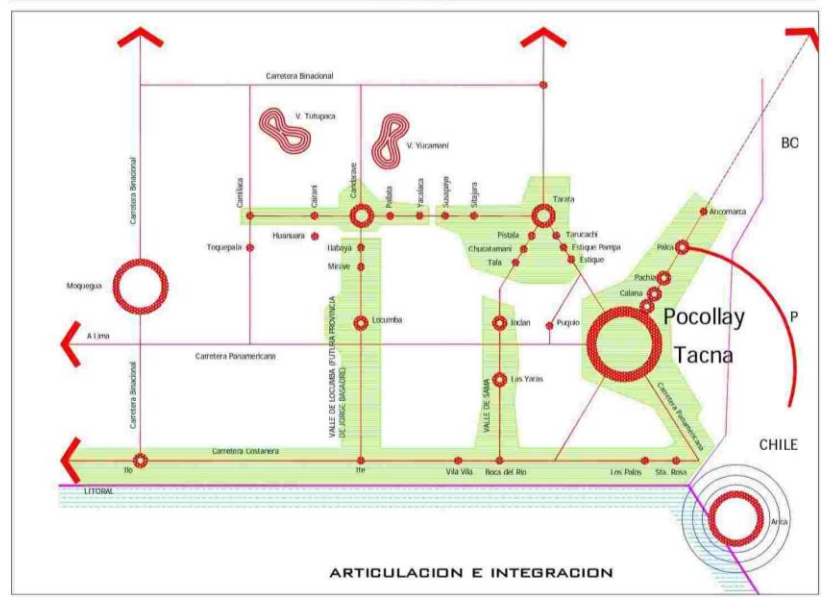 Carretera Binacional
V. Tutupaca
V. Yucamani
BO
Carretera Binacional
Camilaca
Cairani
Candarave
Pallata
Yacalaca
Susapaya
Sitajara
Tarata
Ancomarca
Huanuara
Toquepala
Ilabaya
Mirave
Pistala
Chucatamani
Tala
Tarucachi
Estique Pampa
Estique
Palca
Pachia
Calana
Moquegua
Locumba
Inclan
Puquio
Pocollay
P
A Lima
Carretera Panamericana
Tacna
VALLE DE LOCUMBA (FUTURA PROVINCIA
DE JORGE BASADRE)
Las Yaras
VALLE DE SAMA
Carretera Binacional
Carretera Panamericana
Carretera Costanera
CHILE
Ilo
Ite
Vila Vila
Boca del Rio
Los Palos
Sta. Rosa
LITORAL
Arica
ARTICULACION E INTEGRACION